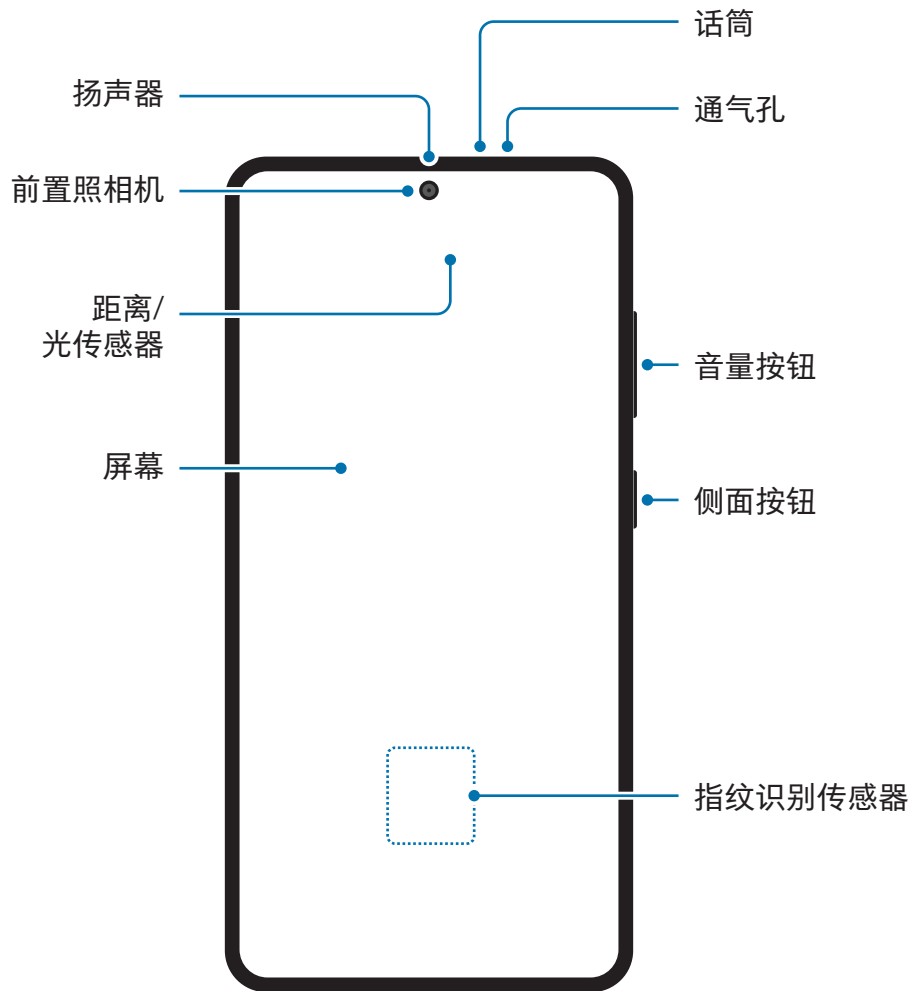 话筒
扬声器
通气孔
前置照相机
距离/
光传感器
音量按钮
屏幕
侧面按钮
指纹识别传感器